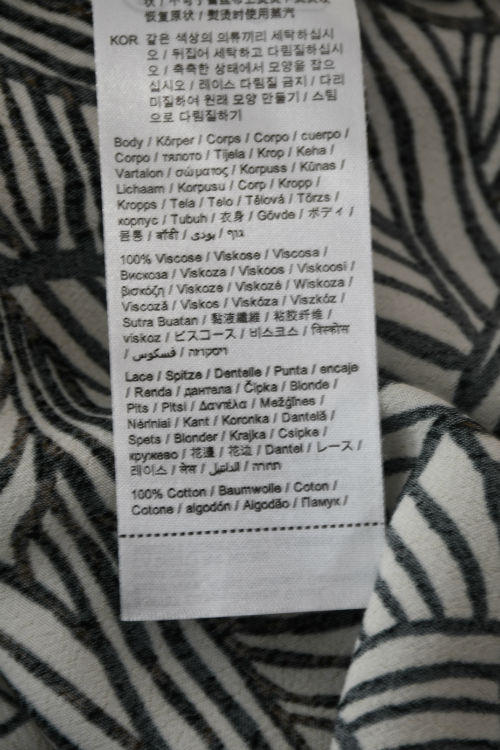 恢复原状 / 熨烫时使用蒸汽
KOR 같은 색상의 의류끼리 세탁하십시
오 / 뒤집어 세탁하고 다림질하십시
오 / 촉촉한 상태에서 모양을 잡으
십시오 / 레이스 다림질 금지 / 다리
미질하여 원래 모양 만들기 / 스팀
으로 다림질하기
Body / Körper / Corps / Corpo / cuerpo /
Corpo / тялото / Tijela / Krop / Keha /
Vartalon / σώματος / Korpuss / Kūnas /
Lichaam / Korpusu / Corp / Kropp /
Kropps / Tela / Telo / Tělová / Törzs /
корпус / Tubuh / 衣身 / Gövde / ボディ /
몸통 / बॉडी / بودي / גוף
100% Viscose / Viskose / Viscosa /
Вискоза / Viskoza / Viskoos / Viskoosi /
βισκόζη / Viskoze / Viskozė / Wiskoza /
Viscoză / Viskos / Viskóza / Viszkóz /
Sutra Buatan / 黏液纖維 / 粘胶纤维 /
viskoz / ビスコース / 비스코스 / विस्कोस
/ فسكوس / ויסקוזה
Lace / Spitze / Dentelle / Punta / encaje
/ Renda / дантела / Čipka / Blonde /
Pits / Pitsi / Δαντέλα / Mežģīnes /
Nėriniai / Kant / Koronka / Dantelă /
Spets / Blonder / Krajka / Csipke /
кружево / 花邊 / 花边 / Dantel / レース /
레이스 / लेस / الدانتيل / תחרה
100% Cotton / Baumwolle / Coton /
Cotone / algodón / Algodão / Памук /